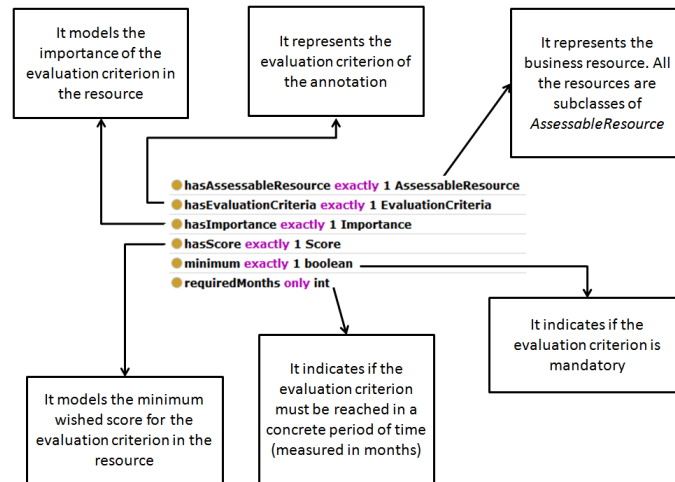 It models the
importance of the
evaluation criterion in
the resource
It represents the
evaluation criterion of
the annotation
It represents the
business resource. All
the resources are
subclasses of
AssessableResource
hasAssessableResource exactly 1 AssessableResource
hasEvaluationCriteria exactly 1 EvaluationCriteria
hasImportance exactly 1 Importance
hasScore exactly 1 Score
minimum exactly 1 boolean
requiredMonths only int
It models the minimum
wished score for the
evaluation criterion in the
resource
It indicates if the
evaluation criterion
must be reached in a
concrete period of time
(measured in months)
It indicates if the
evaluation criterion is
mandatory